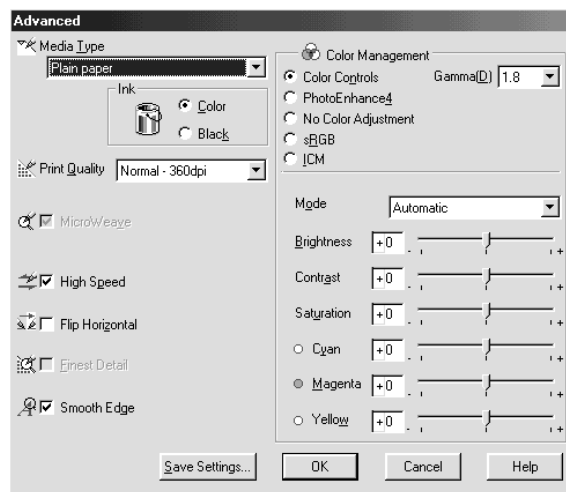 Advanced
Media Type
Plain paper
Ink
Color
Black
Print Quality Normal - 360dpi
MicroWeave
High Speed
Flip Horizontal
Finest Detail
Smooth Edge
Color Management
Color Controls Gamma(D) 1.8
PhotoEnhance4
No Color Adjustment
sRGB
ICM
Mode Automatic
Brightness +0 - +
Contrast +0 - +
Saturation +0 - +
Cyan +0 - +
Magenta +0 - +
Yellow +0 - +
Save Settings... OK Cancel Help